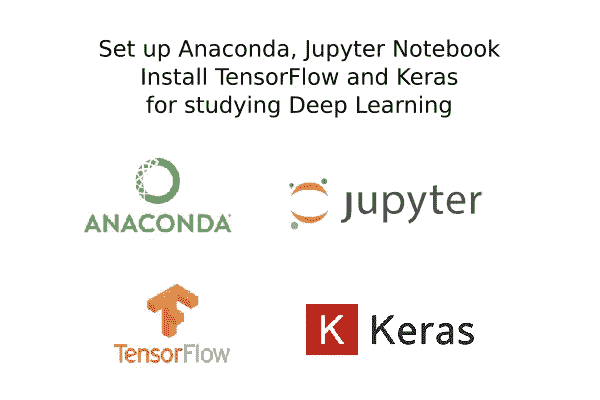 Set up Anaconda, Jupyter Notebook
Install TensorFlow and Keras
for studying Deep Learning
ANACONDA
Jupyter
TensorFlow
K Keras